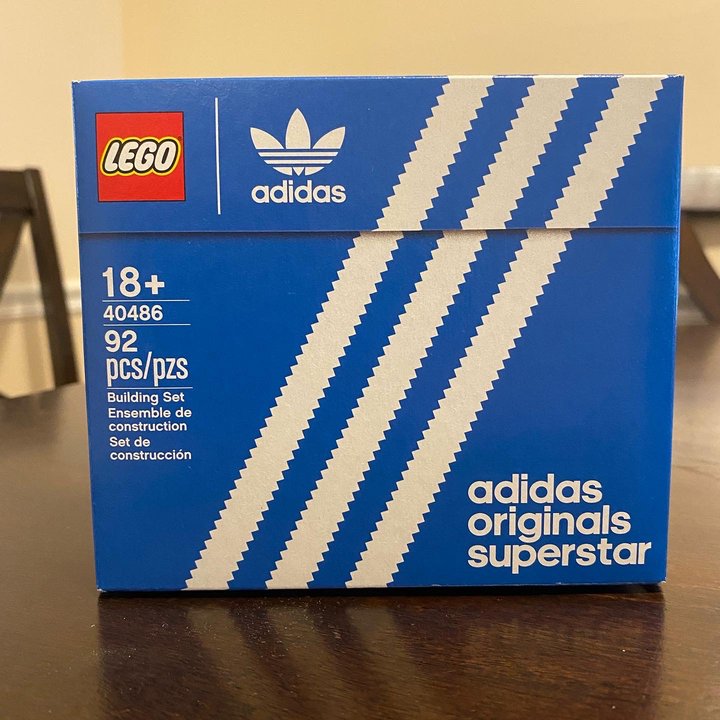 LEGO
adidas
18+
40486
92
pcs/pzs
Building Set
Ensemble de
construction
Set de
construcción
adidas
originals
superstar